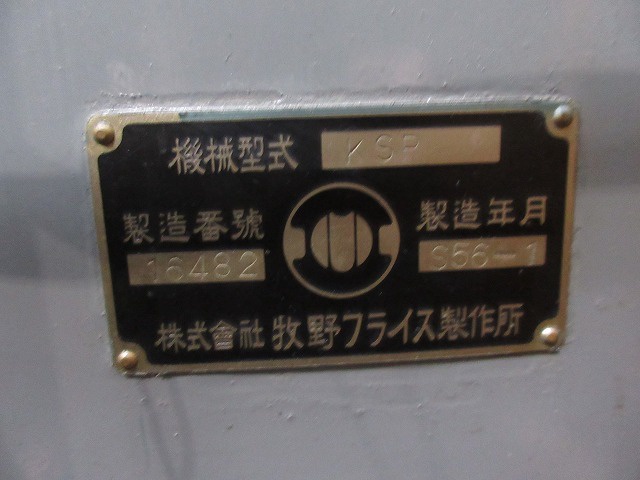 機械型式 KSP
製造番號 製造年月
16482 S56-1
株式會社 牧野フライス製作所